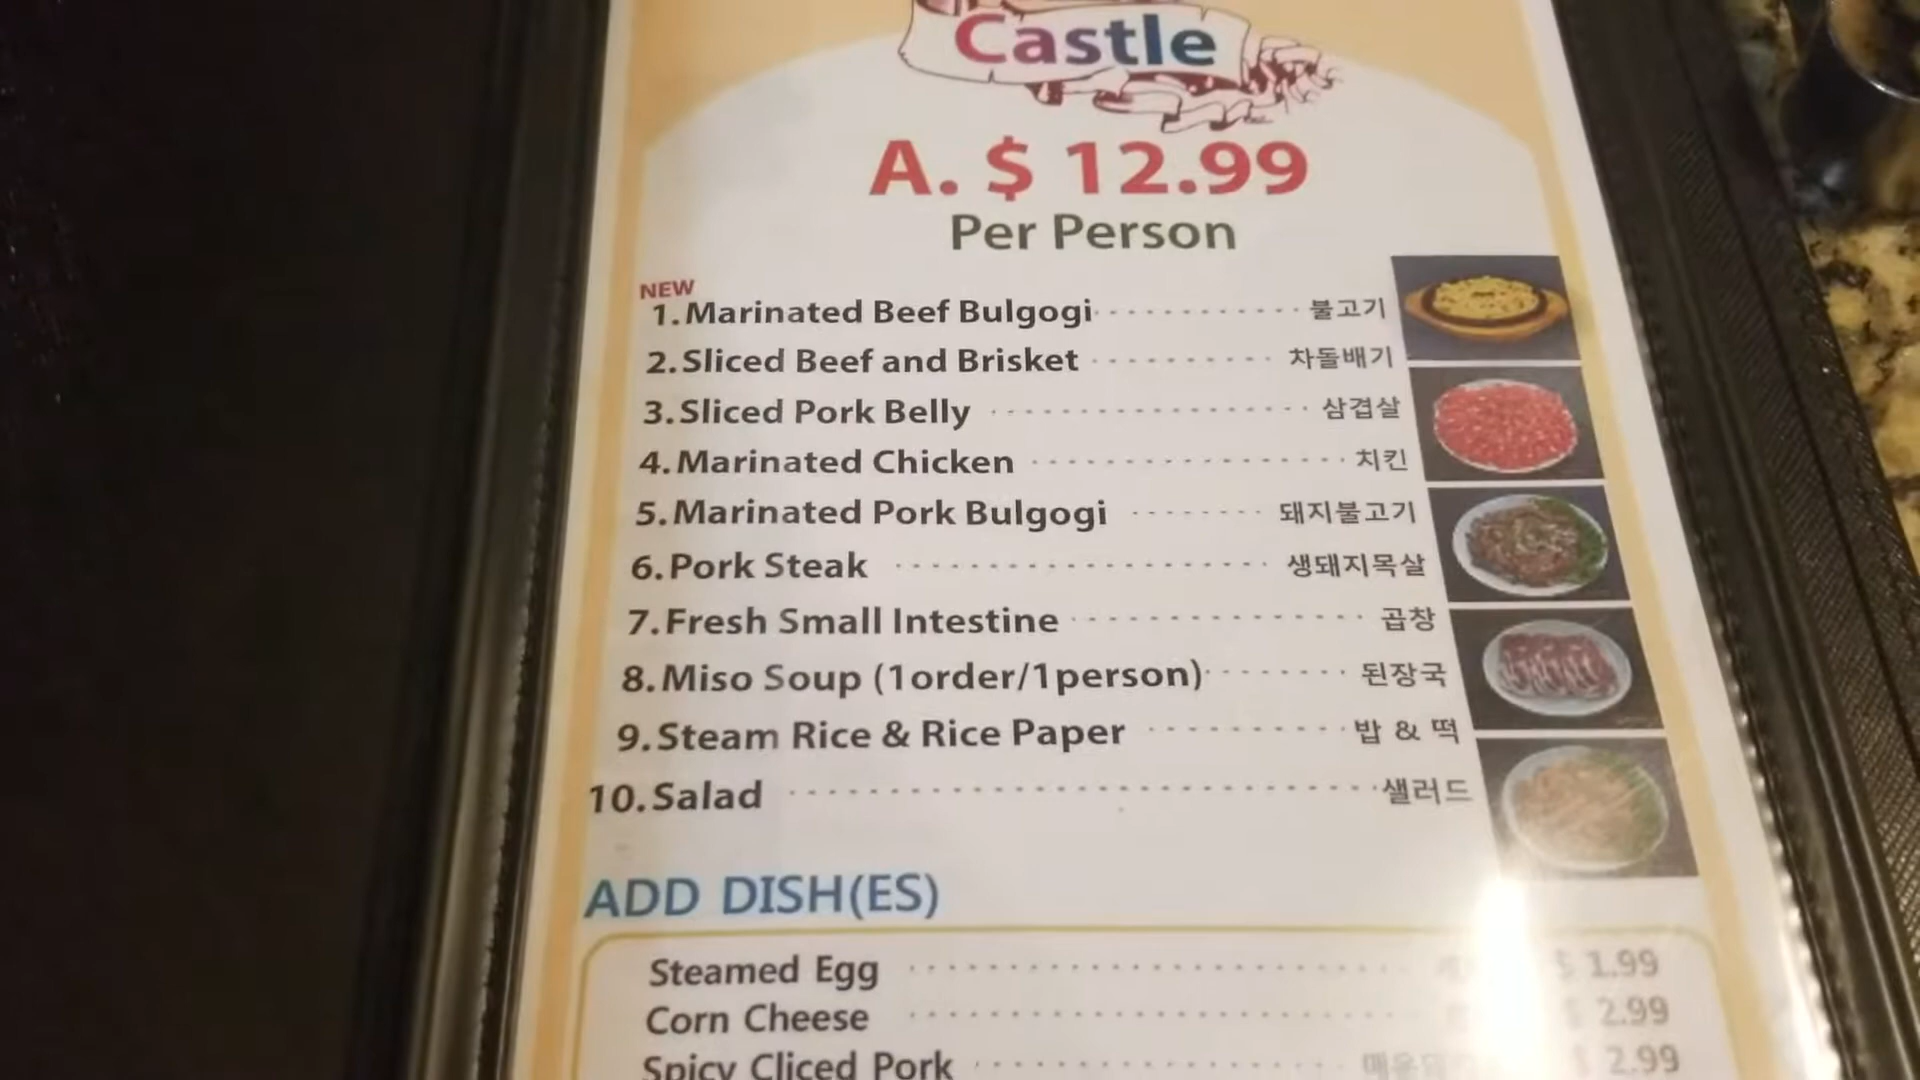 Castle
A. $ 12.99
Per Person
NEW
1. Marinated Beef Bulgogi 불고기
2. Sliced Beef and Brisket 차돌배기
3. Sliced Pork Belly 삼겹살
4. Marinated Chicken 치킨
5. Marinated Pork Bulgogi 돼지불고기
6. Pork Steak 생돼지목살
7. Fresh Small Intestine 곱창
8. Miso Soup (1order/1person) 된장국
9. Steam Rice & Rice Paper 밥 & 떡
10. Salad 샐러드
ADD DISH(ES)
Steamed Egg $ 1.99
Corn Cheese $ 2.99
Spicy Cliced Pork $ 2.99